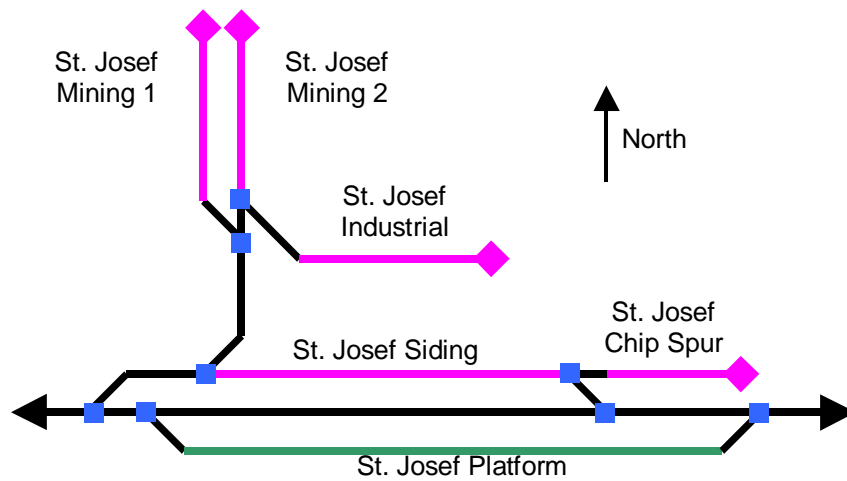 St. Josef
Mining 1
St. Josef
Mining 2
North
St. Josef
Industrial
St. Josef
Chip Spur
St. Josef Siding
St. Josef Platform